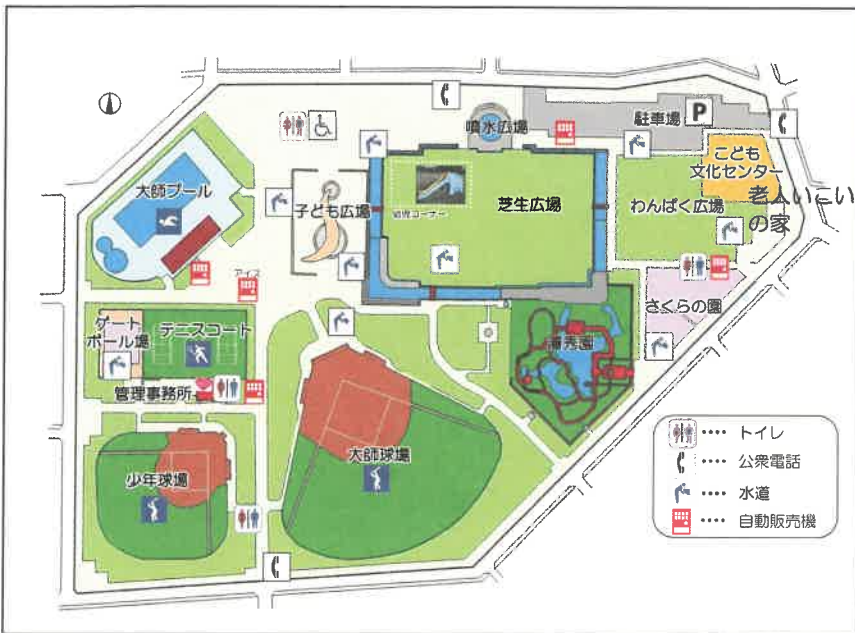 噴水広場
駐車場
P
こども
文化センター
大師プール
子ども広場
幼児コーナー
芝生広場
わんぱく広場
老人いこい
の家
アイス
さくらの園
ゲート
ボール場
テニスコート
瀋秀園
管理事務所
大師球場
少年球場
トイレ
公衆電話
水道
自動販売機